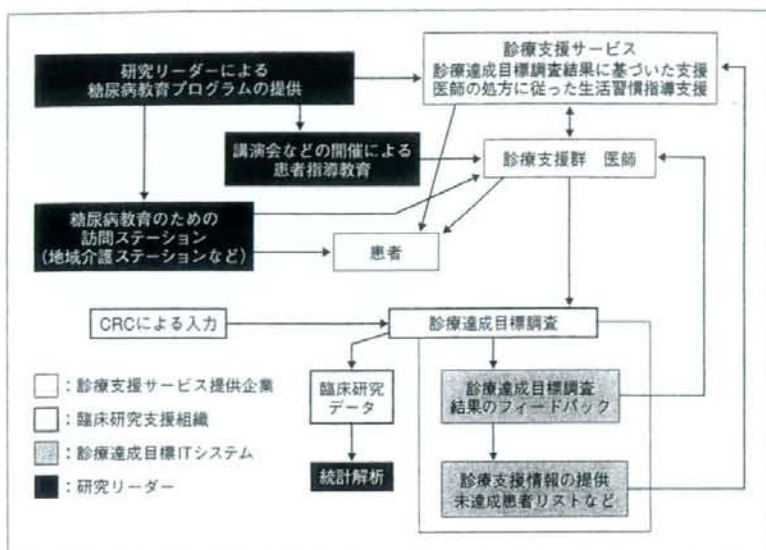 診療支援サービス
診療達成目標調査結果に基づいた支援
医師の処方に従った生活習慣指導支援
研究リーダーによる
糖尿病教育プログラムの提供
講演会などの開催による
患者指導教育
診療支援群 医師
糖尿病教育のための
訪問ステーション
(地域介護ステーションなど)
患者
CRCによる入力
診療達成目標調査
臨床研究
データ
診療達成目標調査
結果のフィードバック
統計解析
診療支援情報の提供
未達成患者リストなど
:診療支援サービス提供企業
:臨床研究支援組織
:診療達成目標ITシステム
:研究リーダー